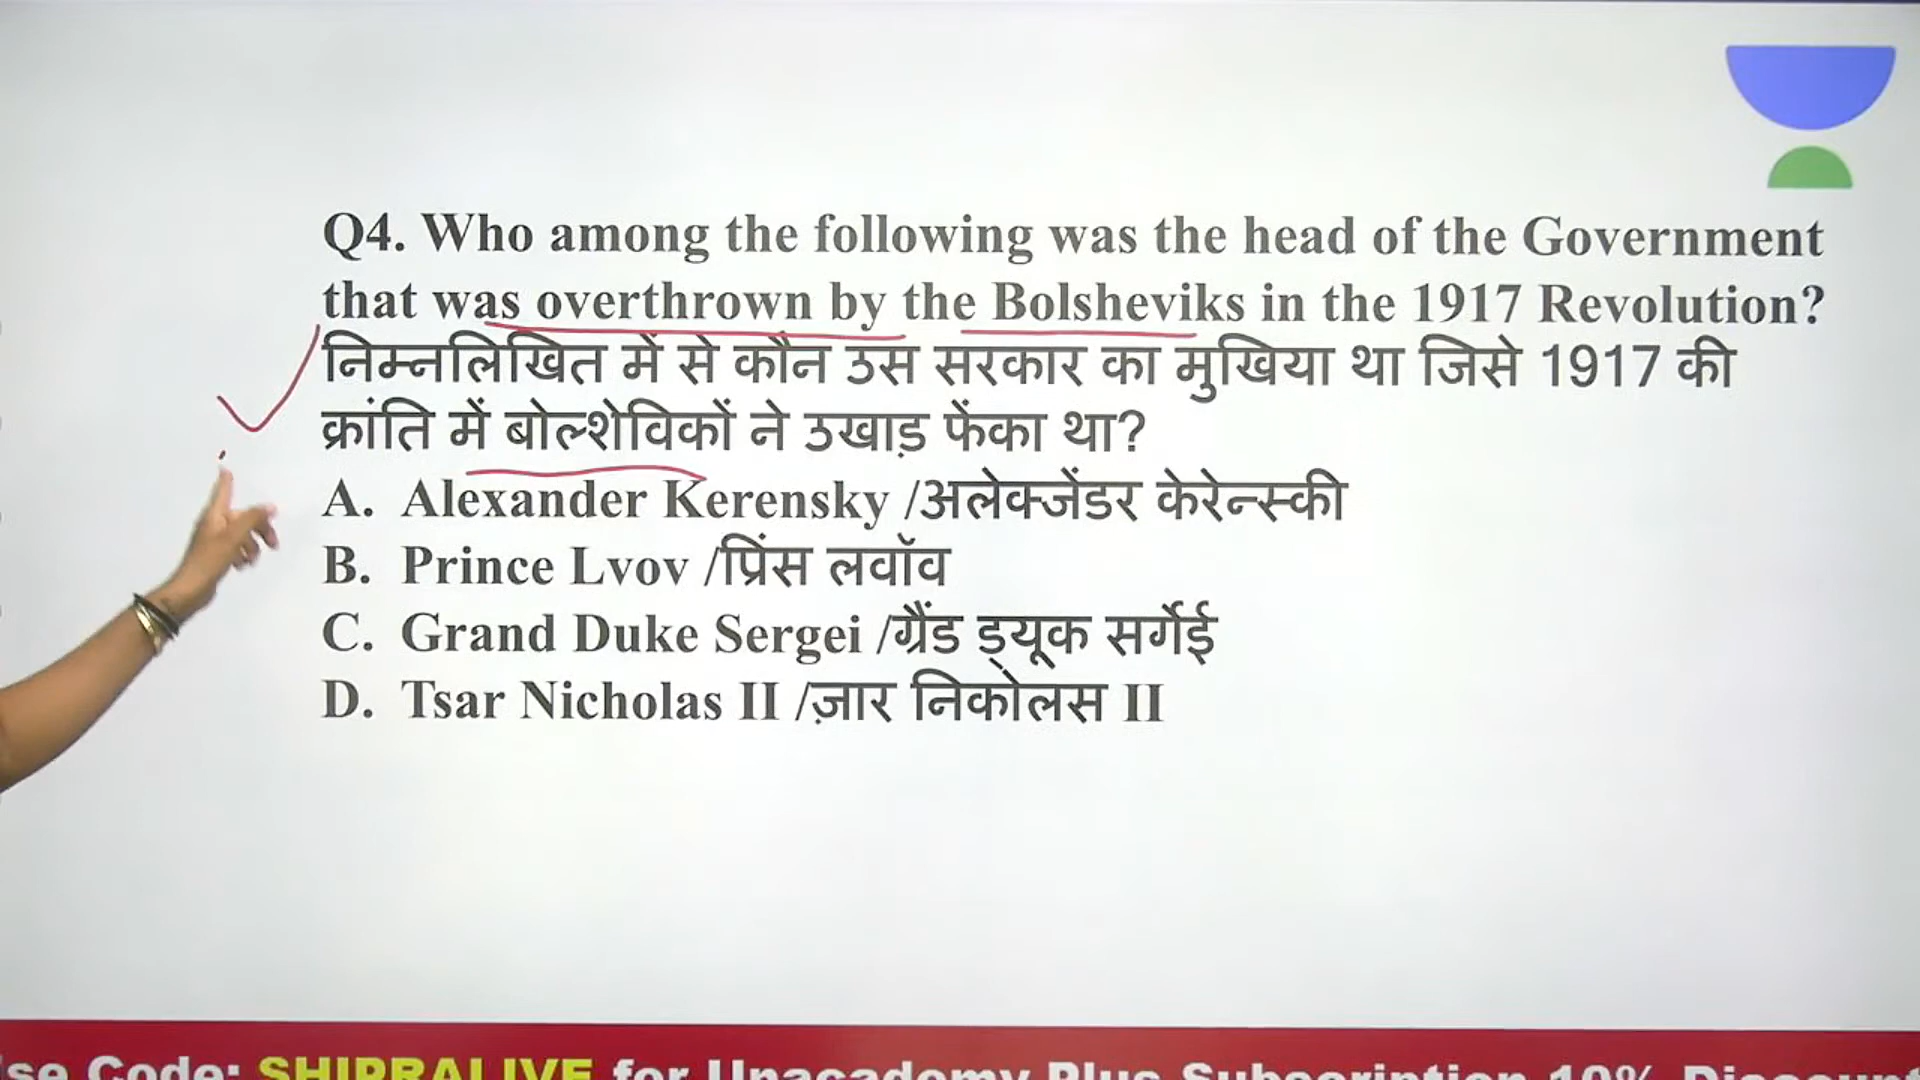 Q4. Who among the following was the head of the Government
that was overthrown by the Bolsheviks in the 1917 Revolution?
निम्नलिखित में से कौन उस सरकार का मुखिया था जिसे 1917 की
क्रांति में बोल्शेविकों ने उखाड़ फेंका था?
A. Alexander Kerensky /अलेक्जेंडर केरेन्स्की
B. Prince Lvov /प्रिंस लवॉव
C. Grand Duke Sergei /ग्रैंड ड्यूक सर्गेई
D. Tsar Nicholas II /ज़ार निकोलस II
se Code: SHIPRALIVE for Unacademy Plus Subscription 10% Discount